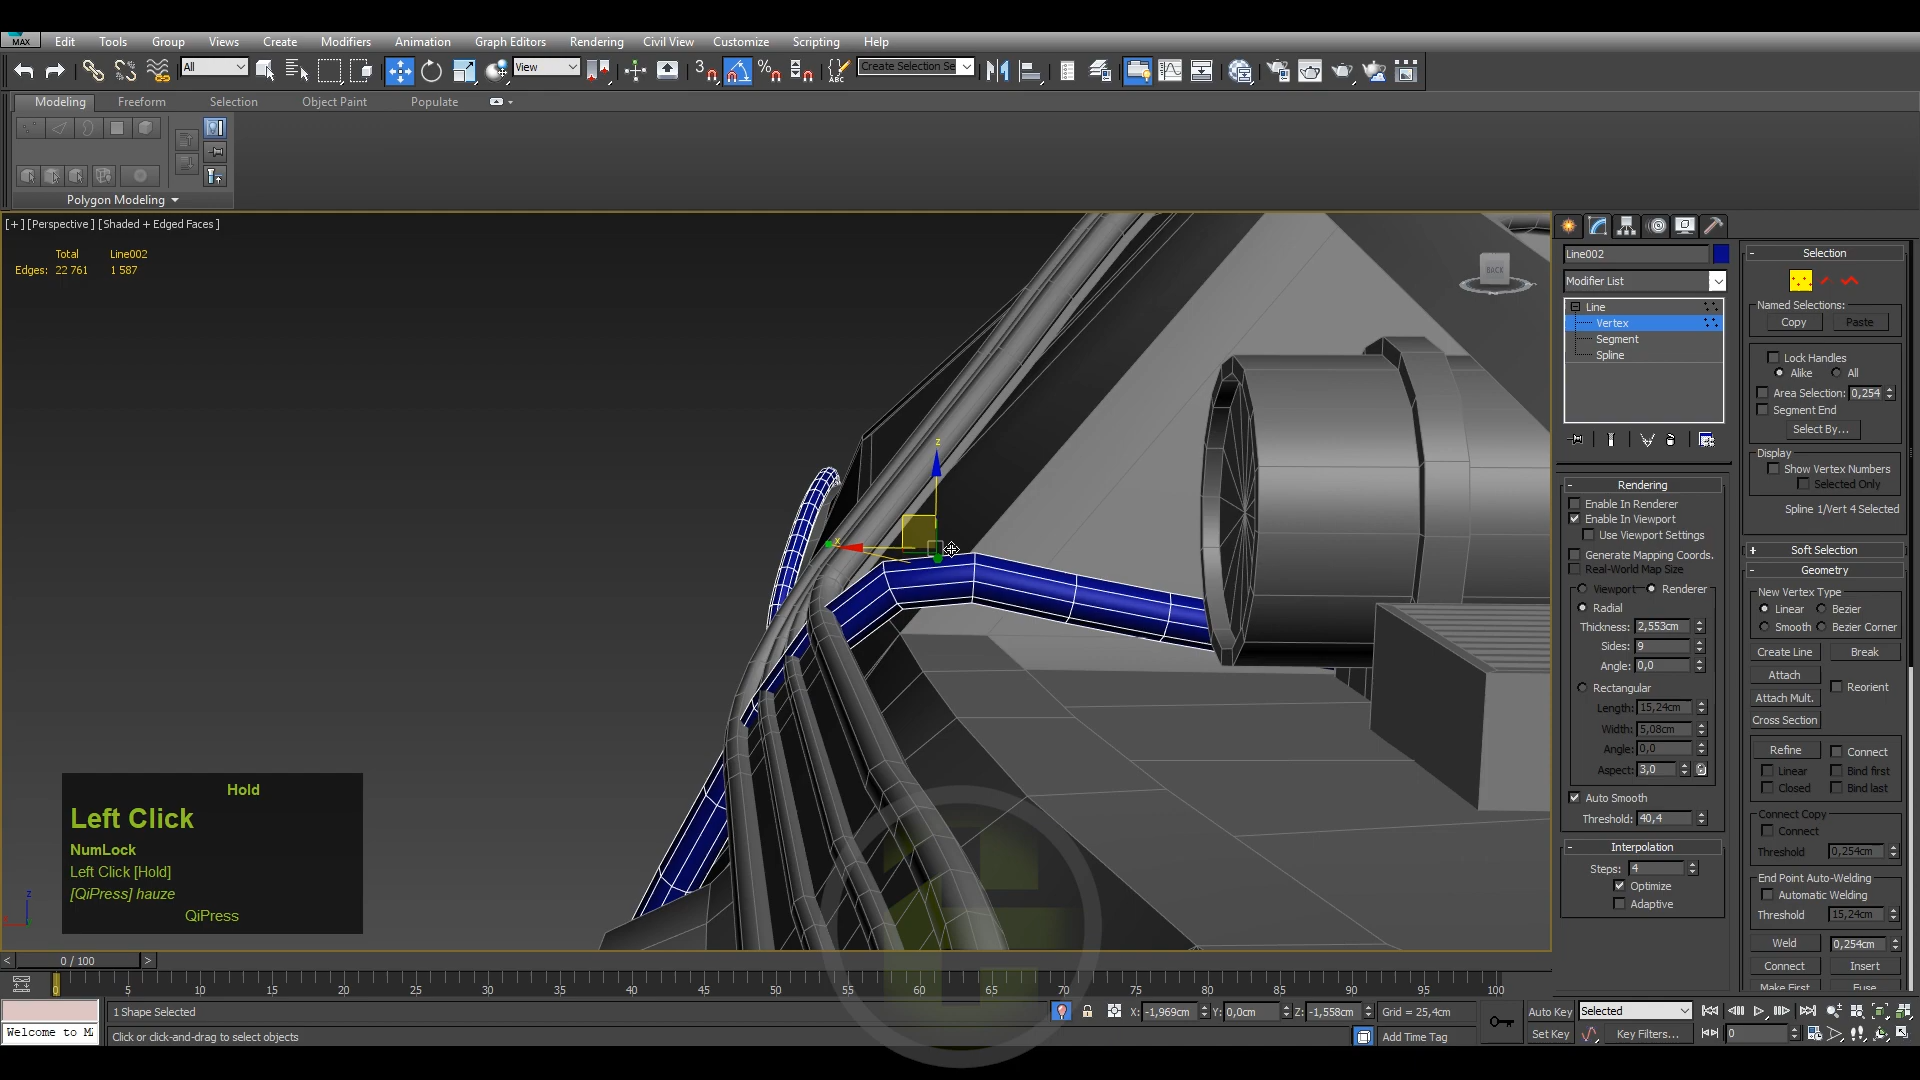 MAX Edit Tools Group Views Create Modifiers Animation Graph Editors Rendering Civil View Customize Scripting Help
All View 3 % ABC Create Selection Se
Modeling Freeform Selection Object Paint Populate
Polygon Modeling
[+] [Perspective] [Shaded + Edged Faces]
Total Line002
Edges: 22 761 1 587
BACK
z
x
z
Hold
Left Click
NumLock
Left Click [Hold]
[QiPress] hauze
QiPress
Line002
Modifier List
Line
Vertex
Segment
Spline
- Rendering
Enable In Renderer
Enable In Viewport
Use Viewport Settings
Generate Mapping Coords.
Real-World Map Size
Viewport Renderer
Radial
Thickness: 2,553cm
Sides: 9
Angle: 0,0
Rectangular
Length: 15,24cm
Width: 5,08cm
Angle: 0,0
Aspect: 3,0
Auto Smooth
Threshold: 40,4
- Interpolation
Steps: 4
Optimize
Adaptive
- Selection
Named Selections:
Copy Paste
Lock Handles
Alike All
Area Selection: 0,254
Segment End
Select By...
Display
Show Vertex Numbers
Selected Only
Spline 1/Vert 4 Selected
+ Soft Selection
- Geometry
New Vertex Type
Linear Bezier
Smooth Bezier Corner
Create Line Break
Attach
Attach Mult. Reorient
Cross Section
Refine Connect
Linear Bind first
Closed Bind last
Connect Copy
Connect
Threshold 0,254cm
End Point Auto-Welding
Automatic Welding
Threshold 15,24cm
Weld 0,254cm
Connect Insert
Make First Fuse
< 0 / 100 >
0 5 10 15 20 25 30 35 40 45 50 55 60 65 70 75 80 85 90 95 100
1 Shape Selected X: -1,969cm Y: 0,0cm Z: -1,558cm Grid = 25,4cm Auto Key Selected
Welcome to M Click or click-and-drag to select objects Add Time Tag Set Key Key Filters... 0